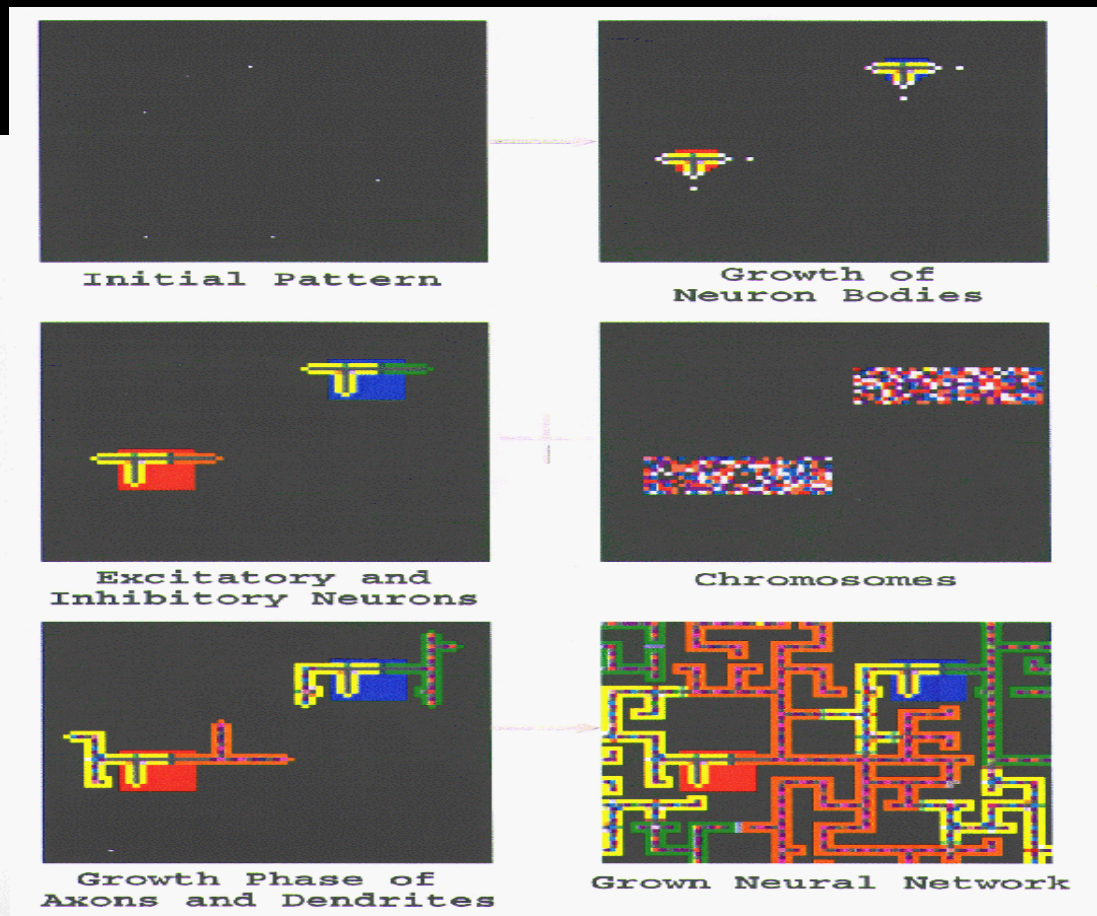 Initial Pattern
Growth of
Neuron Bodies
Excitatory and
Inhibitory Neurons
Chromosomes
Growth Phase of
Axons and Dendrites
Grown Neural Network